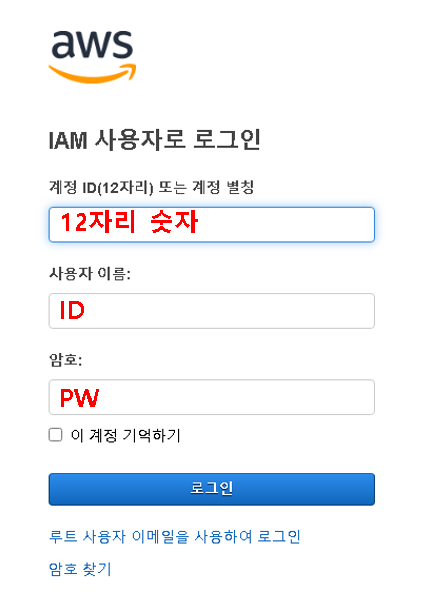 aws
IAM 사용자로 로그인
계정 ID(12자리) 또는 계정 별칭
12자리 숫자
사용자 이름:
ID
암호:
PW
이 계정 기억하기
로그인
루트 사용자 이메일을 사용하여 로그인
암호 찾기